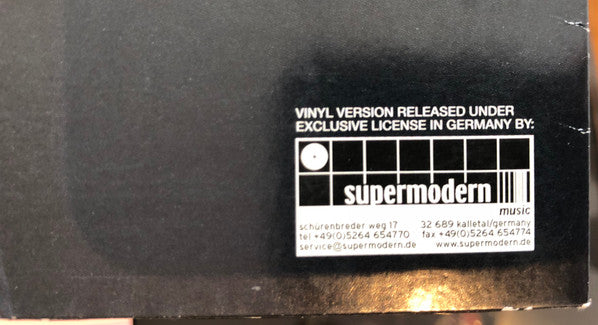 VINYL VERSION RELEASED UNDER
EXCLUSIVE LICENSE IN GERMANY BY:
supermodern
music
schürenbreder weg 17 32 689 kalletal/germany
tel +49(0)5264 654770 fax +49(0)5264 654774
service@supermodern.de www.supermodern.de